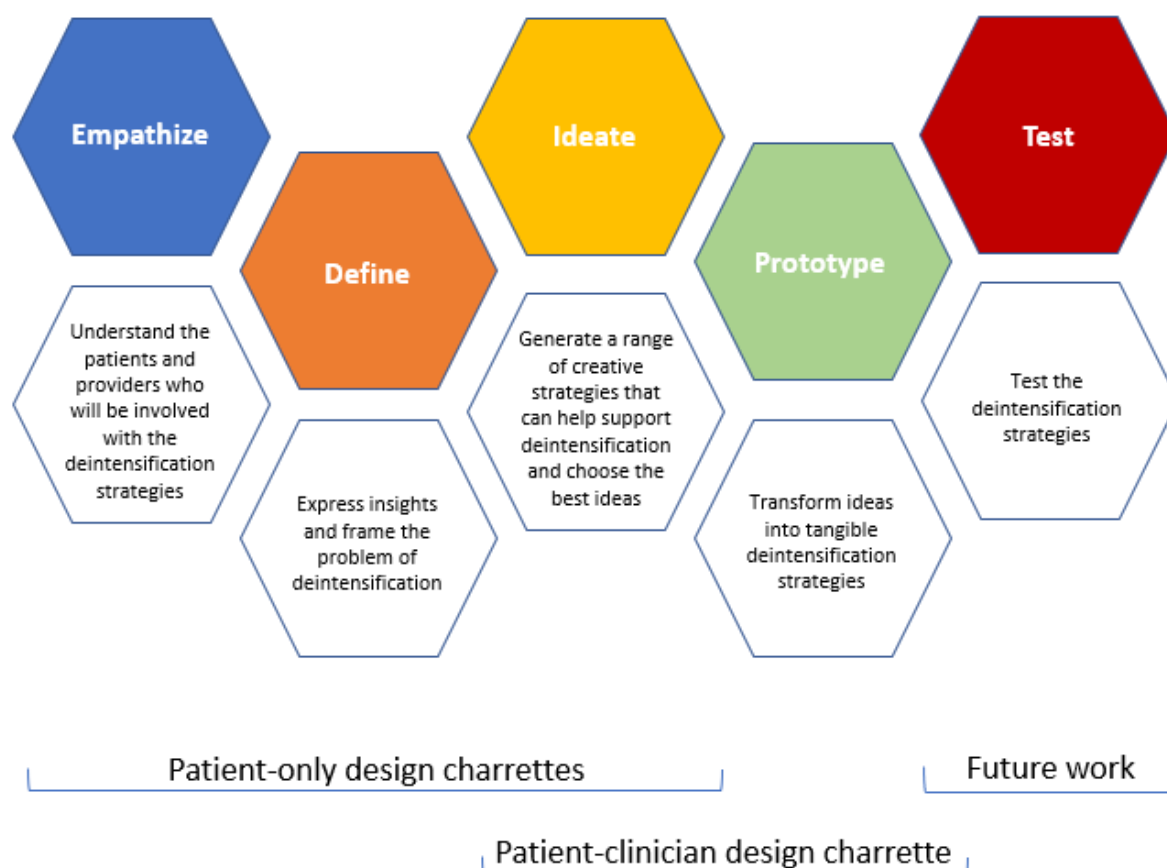 Empathize
Understand the
patients and
providers who
will be involved
with the
deintensification
strategies
Define
Express insights
and frame the
problem of
deintensification
Ideate
Generate a range
of creative
strategies that
can help support
deintensification
and choose the
best ideas
Prototype
Transform ideas
into tangible
deintensification
strategies
Test
Test the
deintensification
strategies
Patient-only design charrettes
Future work
Patient-clinician design charrette